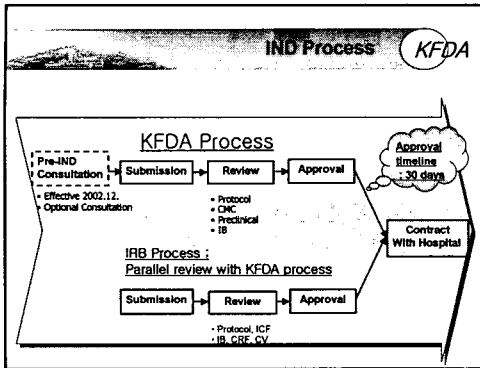 IND Process
KFDA
KFDA Process
Approval
timeline
: 30 days
Pre-IND
Consultation
Submission
Review
Approval
• Effective 2002.12.
• Optional Consultation
• Protocol
• CMC
• Preclinical
• IB
Contract
With Hospital
IRB Process :
Parallel review with KFDA process
Submission
Review
Approval
• Protocol, ICF
• IB, CRF, CV